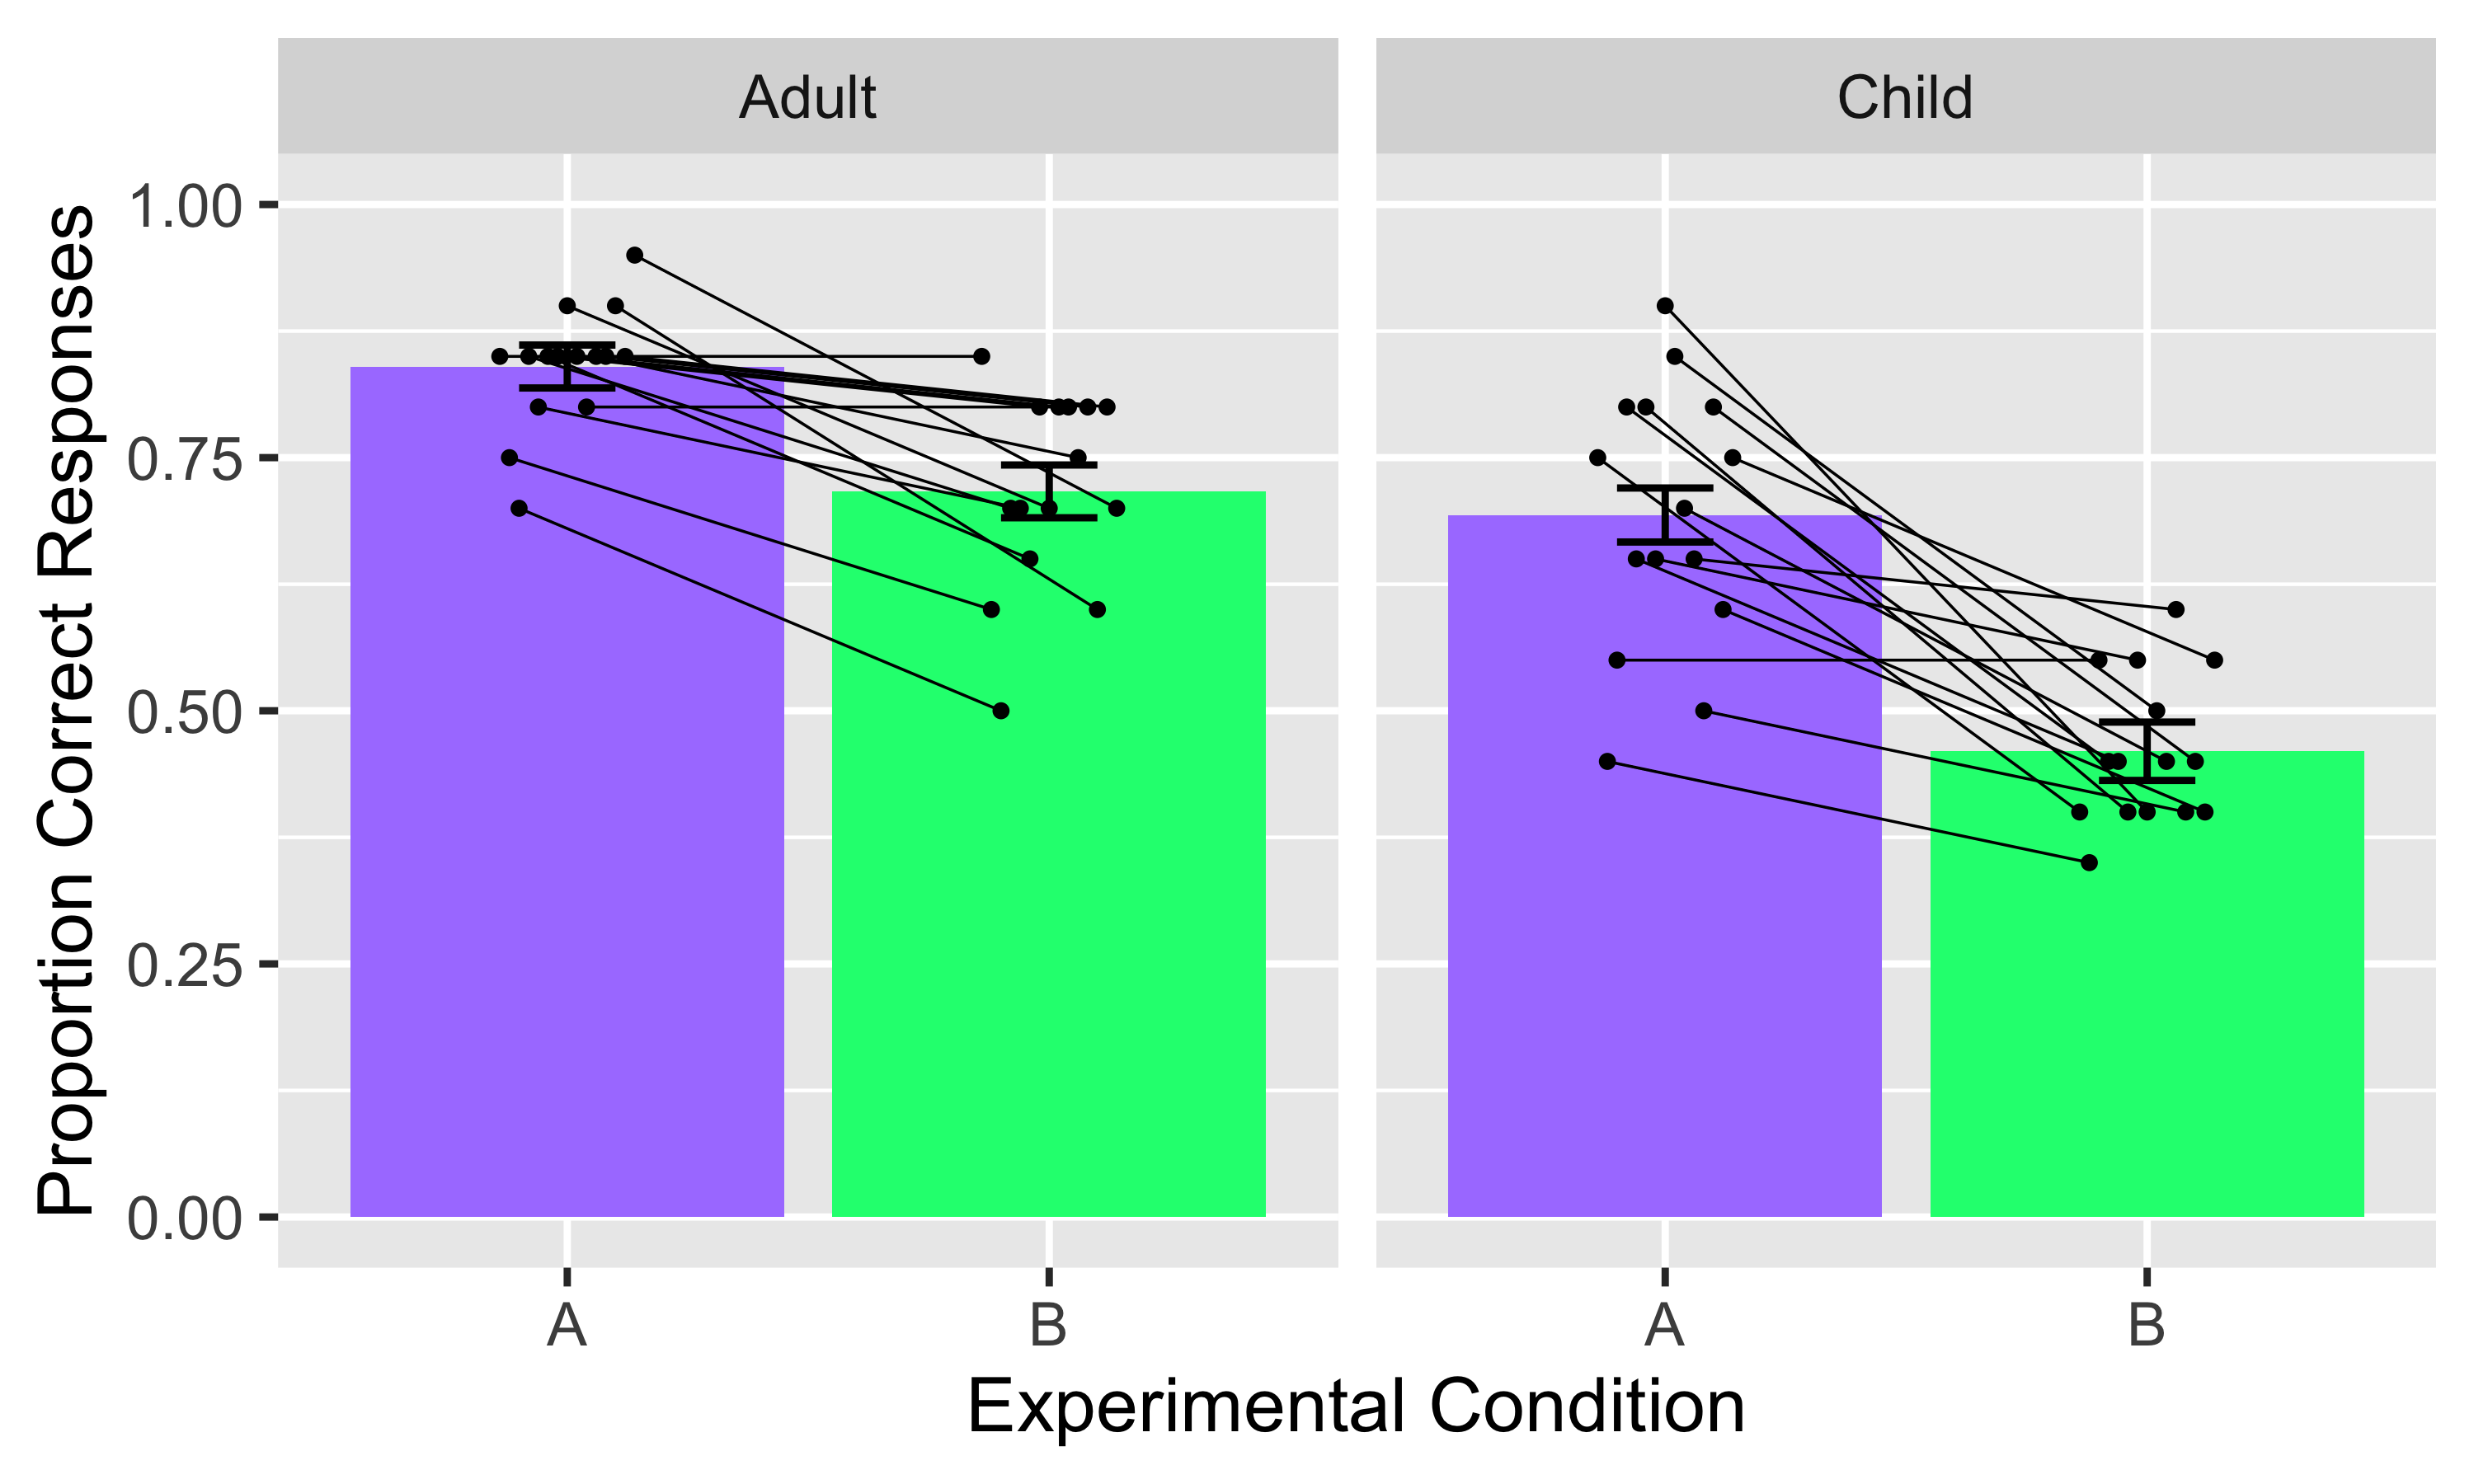 Adult
Child
Proportion Correct Responses
1.00
0.75
0.50
0.25
0.00
A
B
A
B
Experimental Condition